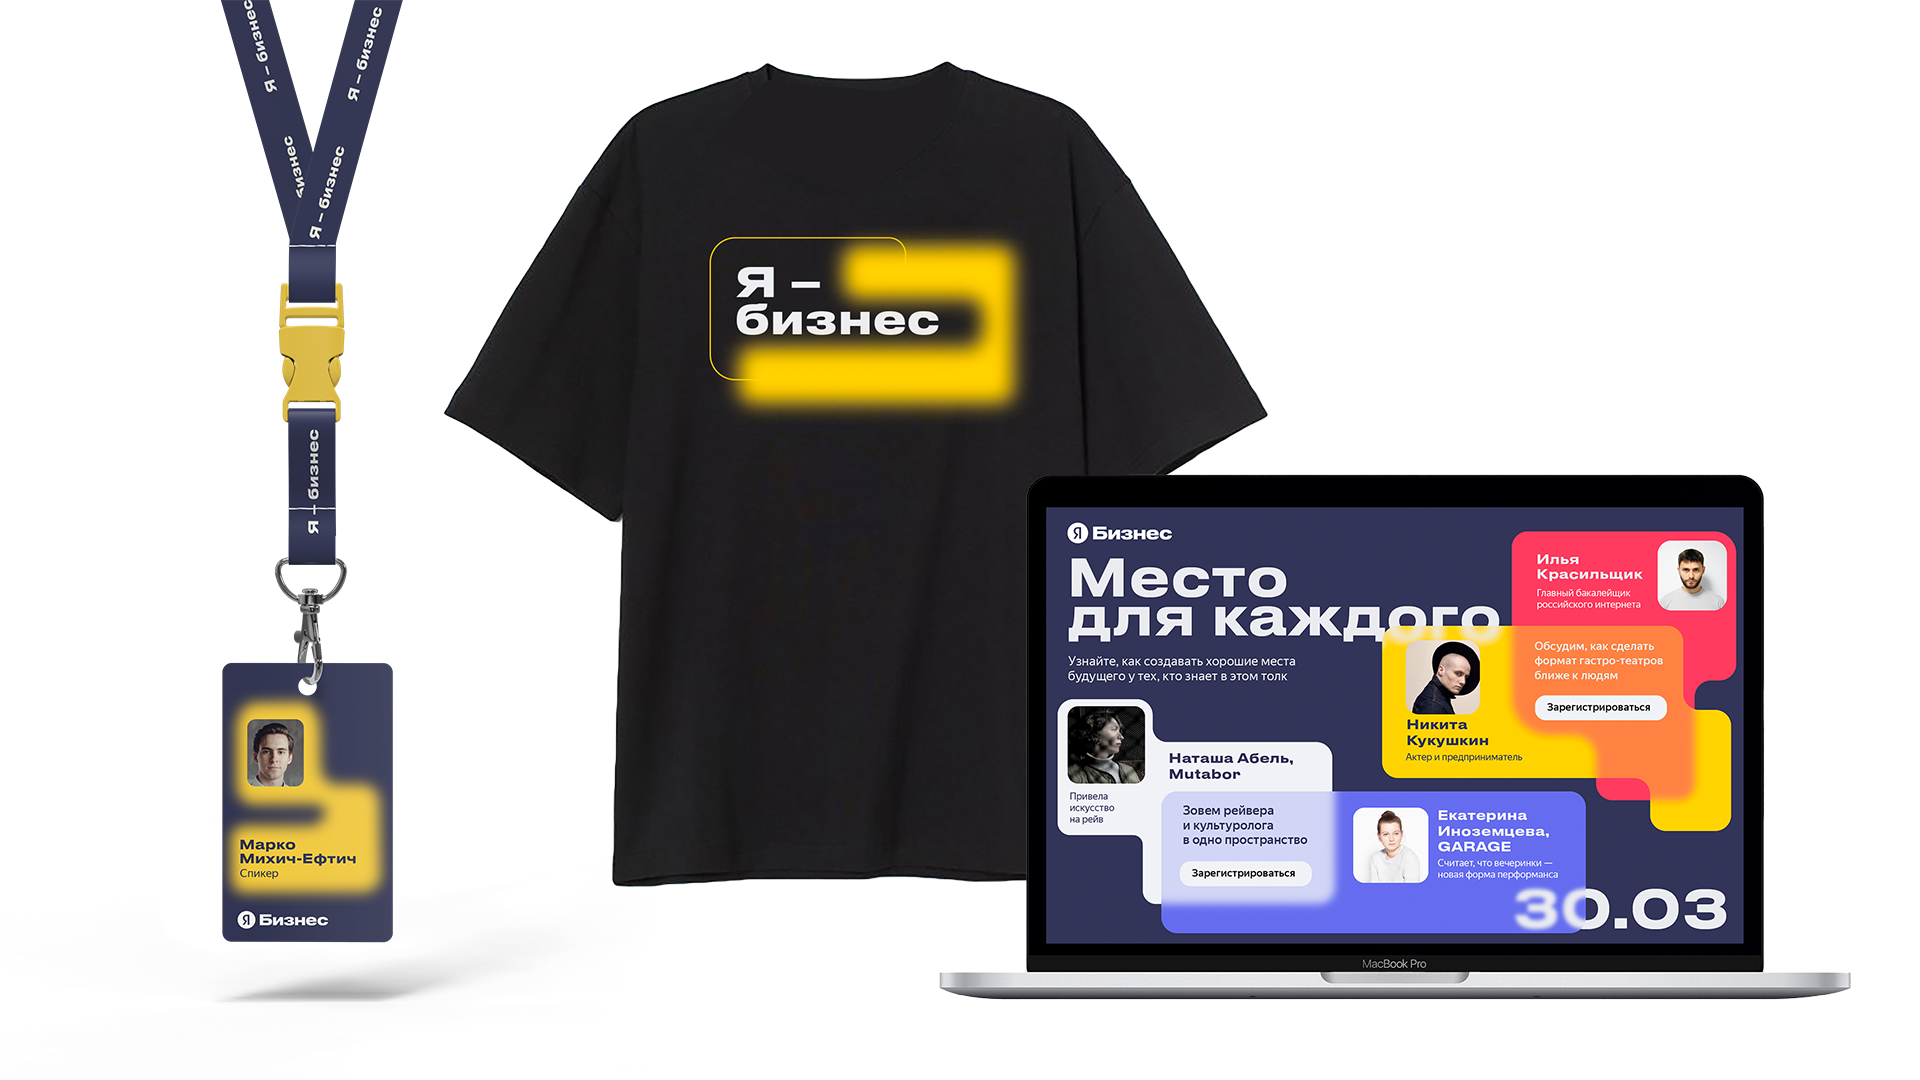 Я – бизнес
Я – бизнес
бизнес
Я – бизнес
Я – бизнес
Марко
Михич-Ефтич
Спикер
Я Бизнес
Я –
бизнес
Я Бизнес
Место
для каждого
Узнайте, как создавать хорошие места
будущего у тех, кто знает в этом толк
Илья
Красильщик
Главный бакалейщик
российского интернета
Обсудим, как сделать
формат гастро-театров
ближе к людям
Зарегистрироваться
Никита
Кукушкин
Актер и предприниматель
Наташа Абель,
Mutabor
Привела
искусство
на рейв
Зовем рейвера
и культуролога
в одно пространство
Зарегистрироваться
Екатерина
Иноземцева,
GARAGE
Считает, что вечеринки —
новая форма перформанса
30.03
MacBook Pro